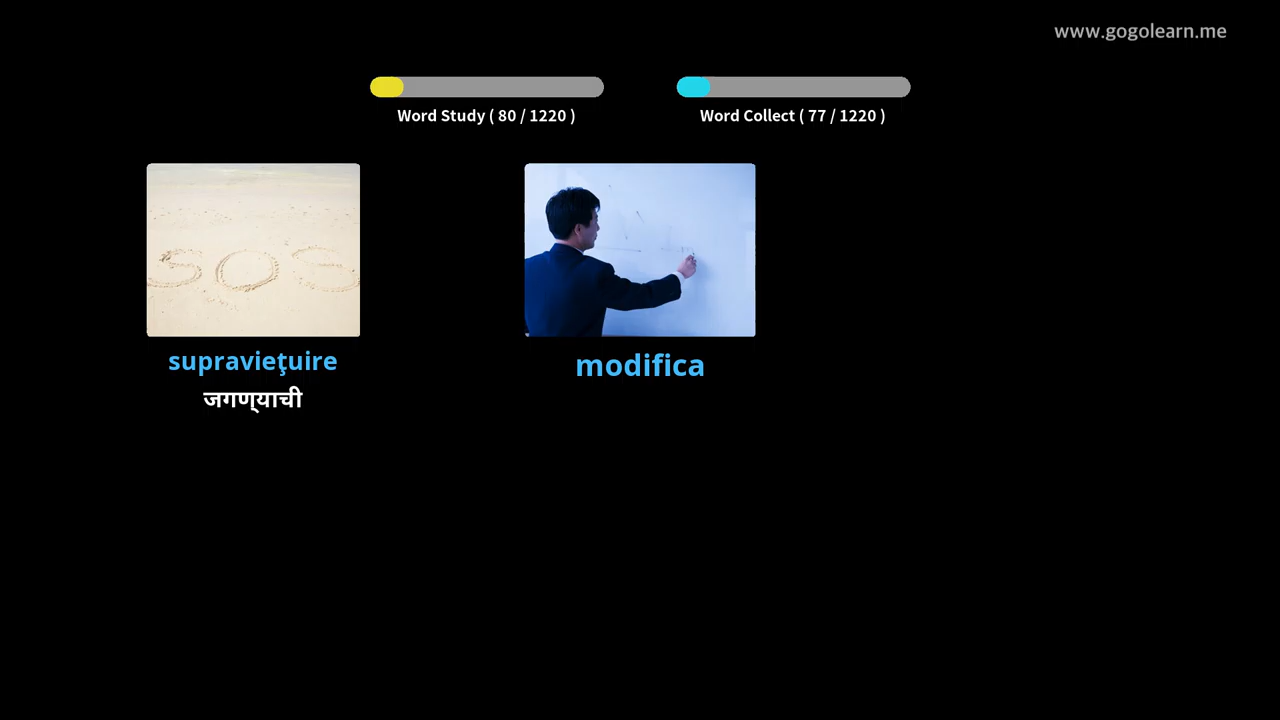 www.gogolearn.me
Word Study ( 80 / 1220 )
Word Collect ( 77 / 1220 )
SOS
supravieţuire
जगण्याची
modifica